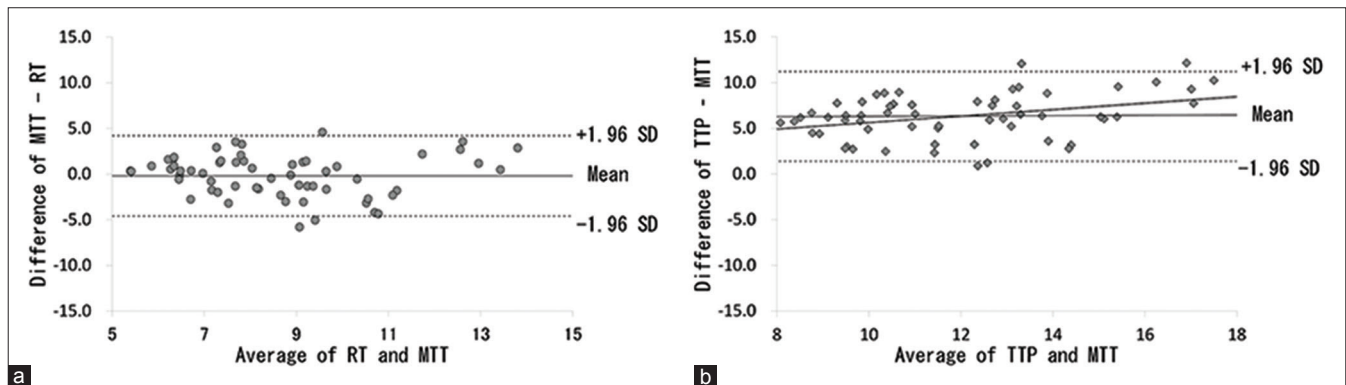 15.0
10.0
5.0
0.0
-5.0
-10.0
-15.0
Difference of MTT - RT
+1.96 SD
Mean
-1.96 SD
5 7 9 11 13 15
Average of RT and MTT
a
15.0
10.0
5.0
0.0
-5.0
-10.0
-15.0
Difference of TTP - MTT
+1.96 SD
Mean
-1.96 SD
8 10 12 14 16 18
Average of TTP and MTT
b